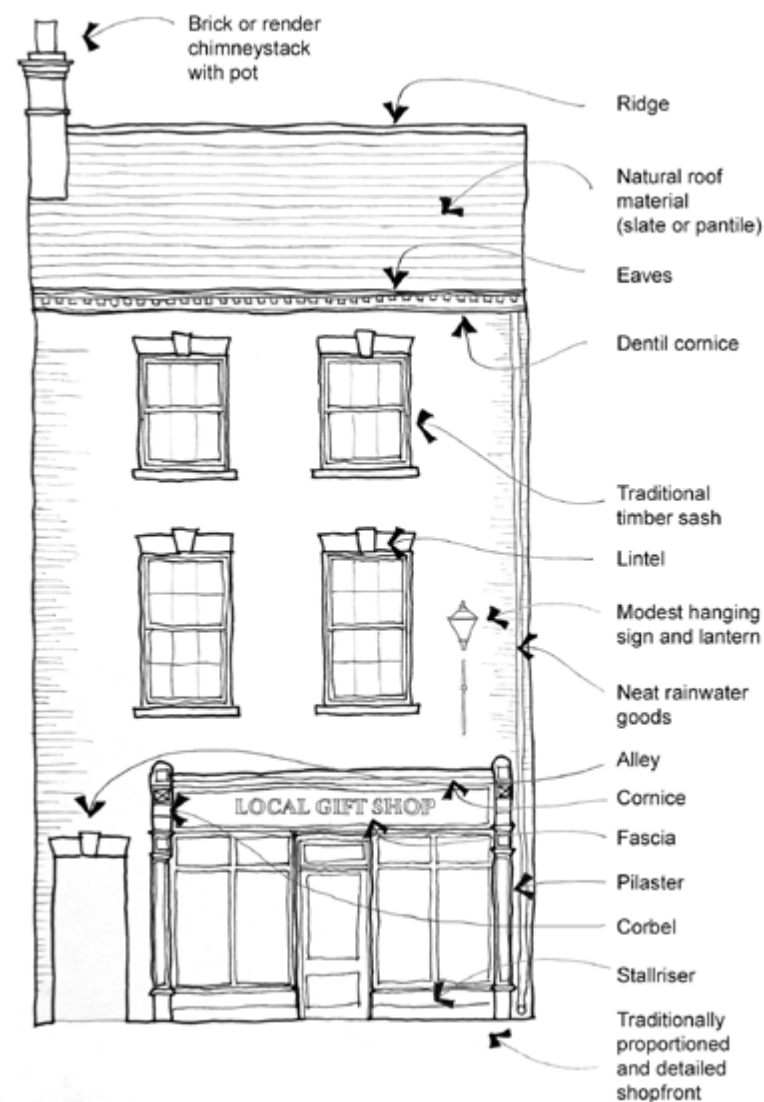 Brick or render
chimneystack
with pot
Ridge
Natural roof
material
(slate or pantile)
Eaves
Dentil cornice
Traditional
timber sash
Lintel
Modest hanging
sign and lantern
Neat rainwater
goods
Alley
Cornice
LOCAL GIFT SHOP
Fascia
Pilaster
Corbel
Stallriser
Traditionally
proportioned
and detailed
shopfront